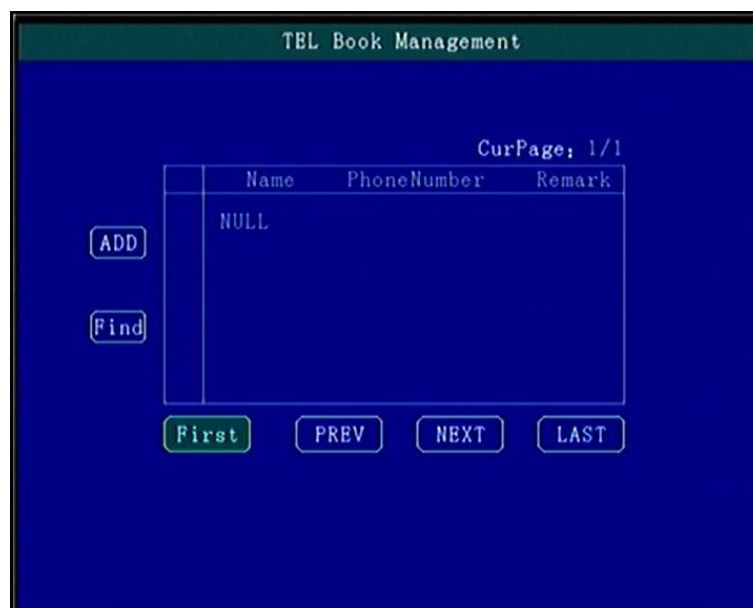 TEL Book Management
CurPage: 1/1
Name PhoneNumber Remark
NULL
ADD
Find
First PREV NEXT LAST